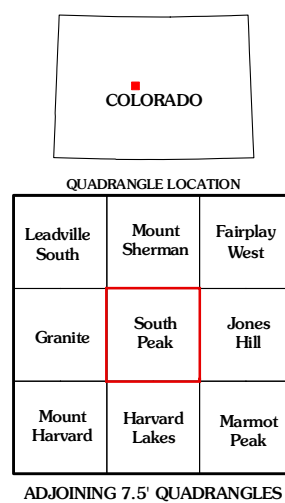 COLORADO
QUADRANGLE LOCATION
Leadville South
Mount Sherman
Fairplay West
Granite
South Peak
Jones Hill
Mount Harvard
Harvard Lakes
Marmot Peak
ADJOINING 7.5' QUADRANGLES